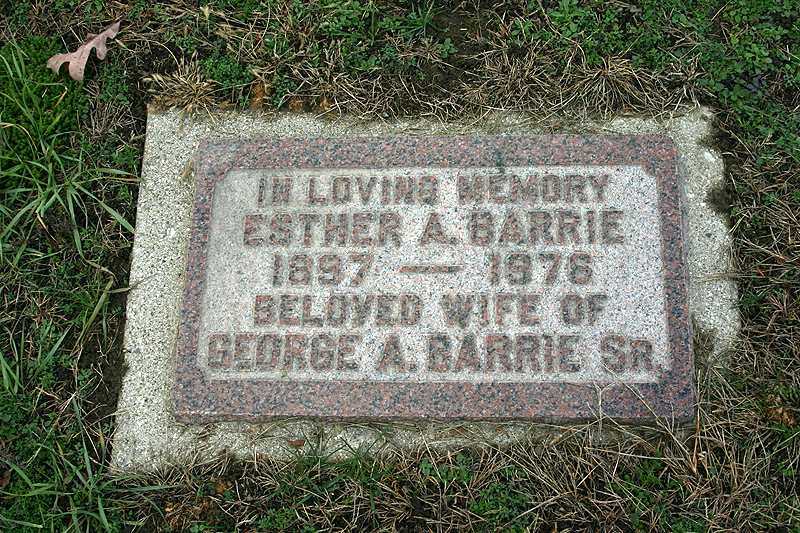 IN LOVING MEMORY
ESTHER A. BARRIE
1897 — 1976
BELOVED WIFE OF
GEORGE A. BARRIE SR.